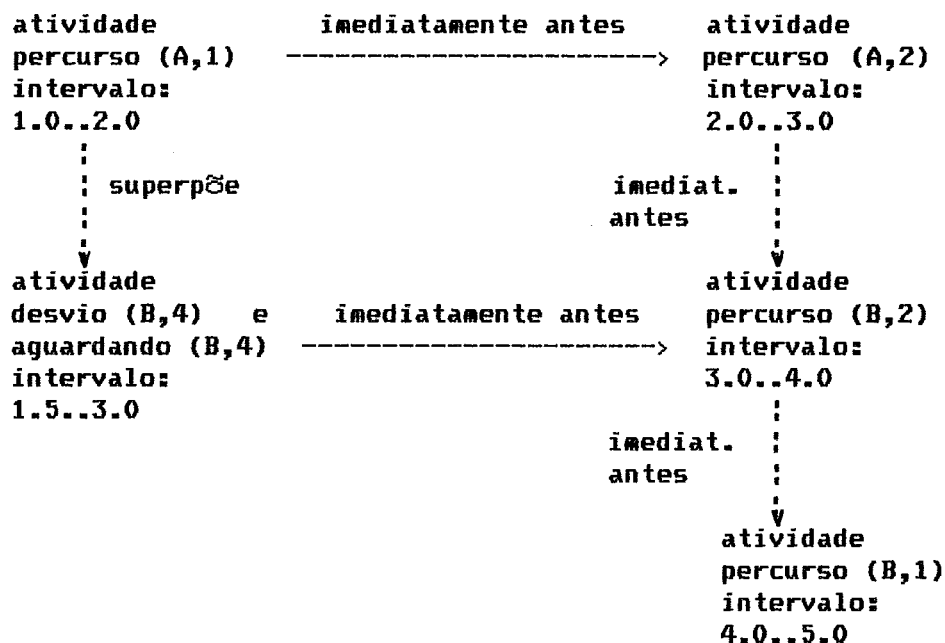 atividade
percurso (A,1)
intervalo:
1.0..2.0
imediatamente antes
atividade
percurso (A,2)
intervalo:
2.0..3.0
superpõe
imediat.
antes
atividade
desvio (B,4) e
aguardando (B,4)
intervalo:
1.5..3.0
imediatamente antes
atividade
percurso (B,2)
intervalo:
3.0..4.0
imediat.
antes
atividade
percurso (B,1)
intervalo:
4.0..5.0